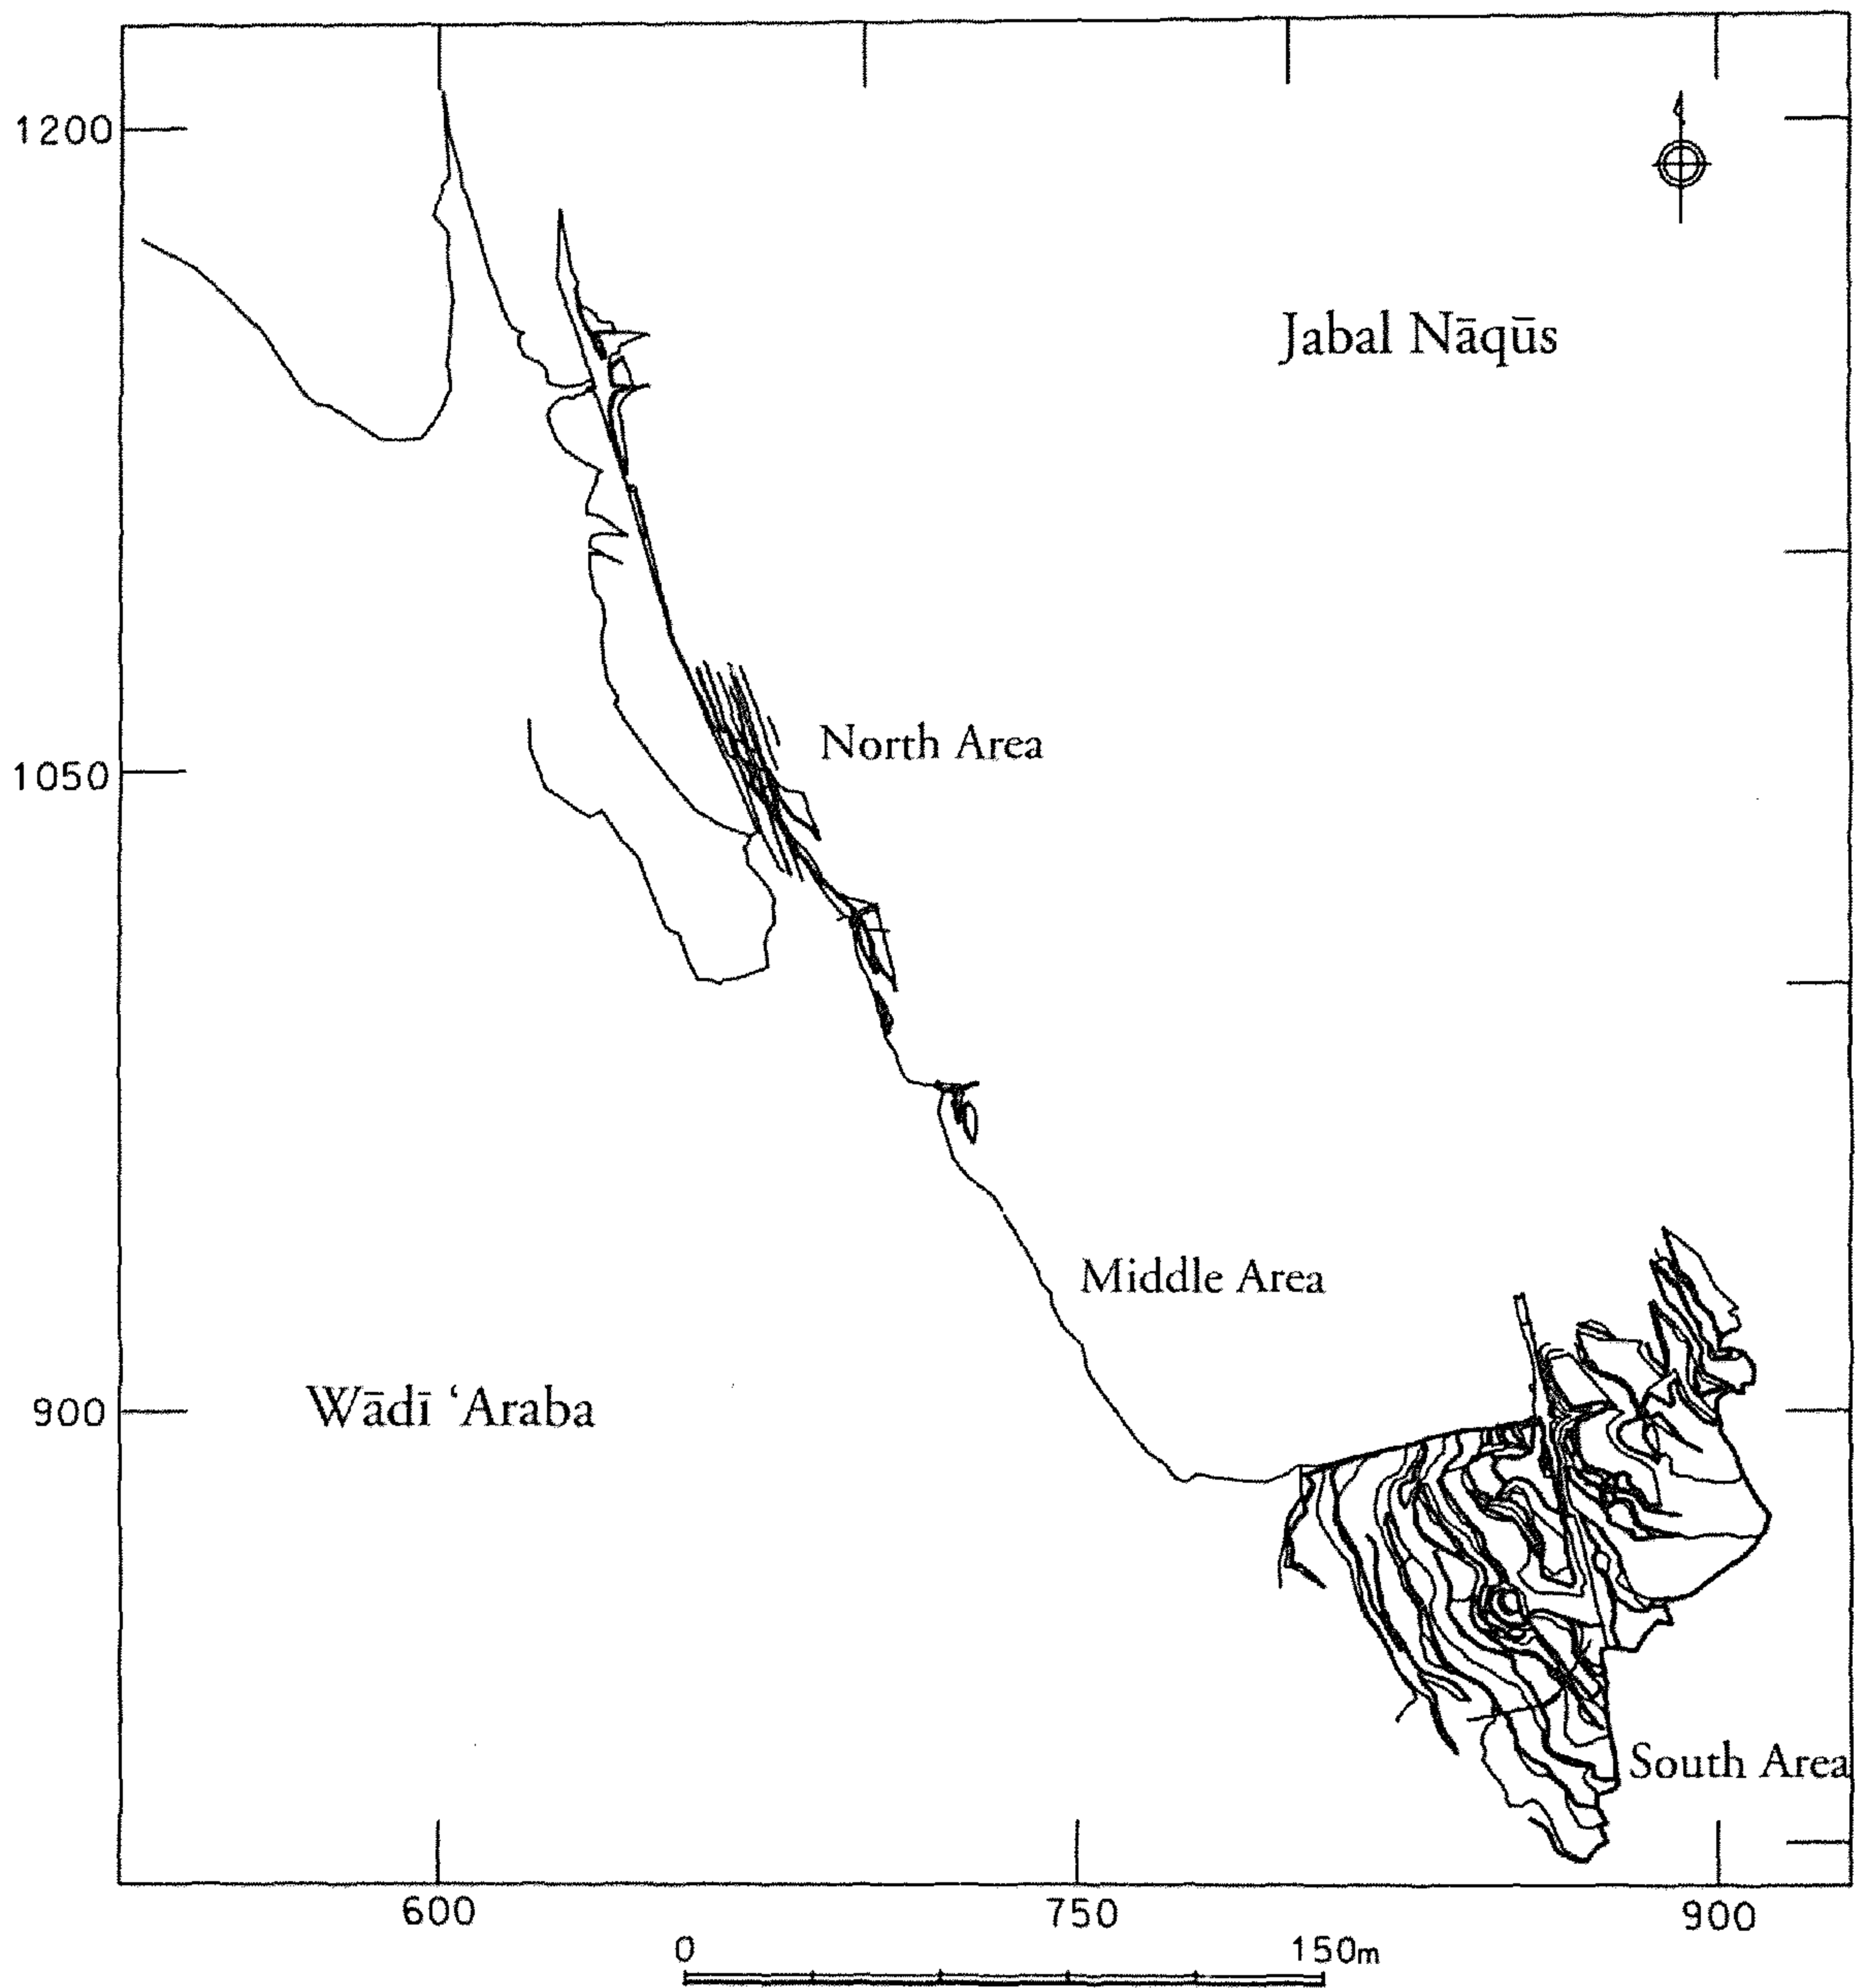 1200
Jabal Nāqūs
North Area
1050
Middle Area
Wādī ‘Araba
900
South Area
600 750 900
0 150m